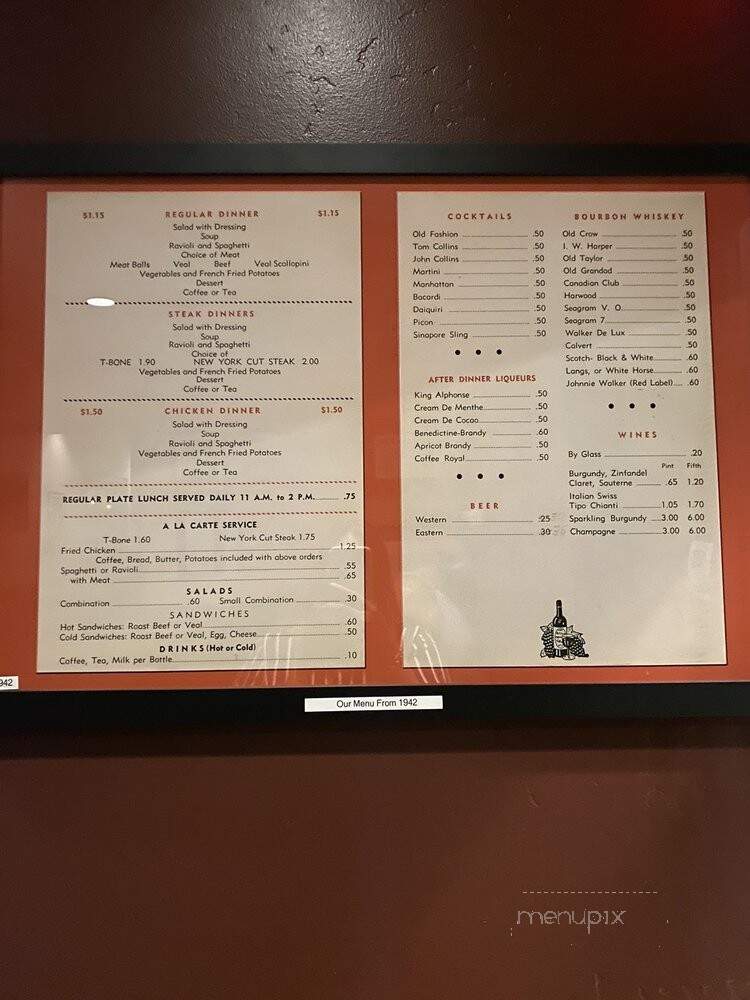 $1.15 REGULAR DINNER $1.15
Salad with Dressing
Soup
Ravioli and Spaghetti
Choice of Meat
Meat Balls Veal Beef Veal Scallopini
Vegetables and French Fried Potatoes
Dessert
Coffee or Tea
STEAK DINNERS
Salad with Dressing
Soup
Ravioli and Spaghetti
Choice of
T-BONE 1.90 NEW YORK CUT STEAK 2.00
Vegetables and French Fried Potatoes
Dessert
Coffee or Tea
$1.50 CHICKEN DINNER $1.50
Salad with Dressing
Soup
Ravioli and Spaghetti
Vegetables and French Fried Potatoes
Dessert
Coffee or Tea
REGULAR PLATE LUNCH SERVED DAILY 11 A.M. to 2 P.M. .75
A LA CARTE SERVICE
T-Bone 1.60 New York Cut Steak 1.75
Fried Chicken 1.25
Coffee, Bread, Butter, Potatoes included with above orders
Spaghetti or Ravioli .55
with Meat .65
SALADS
Combination .60 Small Combination .30
SANDWICHES
Hot Sandwiches: Roast Beef or Veal .60
Cold Sandwiches: Roast Beef or Veal, Egg, Cheese .50
DRINKS (Hot or Cold)
Coffee, Tea, Milk per Bottle .10
COCKTAILS
Old Fashion .50
Tom Collins .50
John Collins .50
Martini .50
Manhattan .50
Bacardi .50
Daiquiri .50
Picon .50
Sinapore Sling .50
AFTER DINNER LIQUEURS
King Alphonse .50
Cream De Menthe .50
Cream De Cocao .50
Benedictine-Brandy .60
Apricot Brandy .50
Coffee Royal .50
BEER
Western .25
Eastern .30
BOURBON WHISKEY
Old Crow .50
I. W. Harper .50
Old Taylor .50
Old Grandad .50
Canadian Club .50
Harwood .50
Seagram V. O. .50
Seagram 7 .50
Walker De Lux .50
Calvert .50
Scotch- Black & White .60
Langs, or White Horse .60
Johnnie Walker (Red Label) .60
WINES
By Glass .20
Pint Fifth
Burgundy, Zinfandel
Claret, Sauterne .65 1.20
Italian Swiss
Tipo Chianti 1.05 1.70
Sparkling Burgundy 3.00 6.00
Champagne 3.00 6.00
942
Our Menu From 1942
menupix